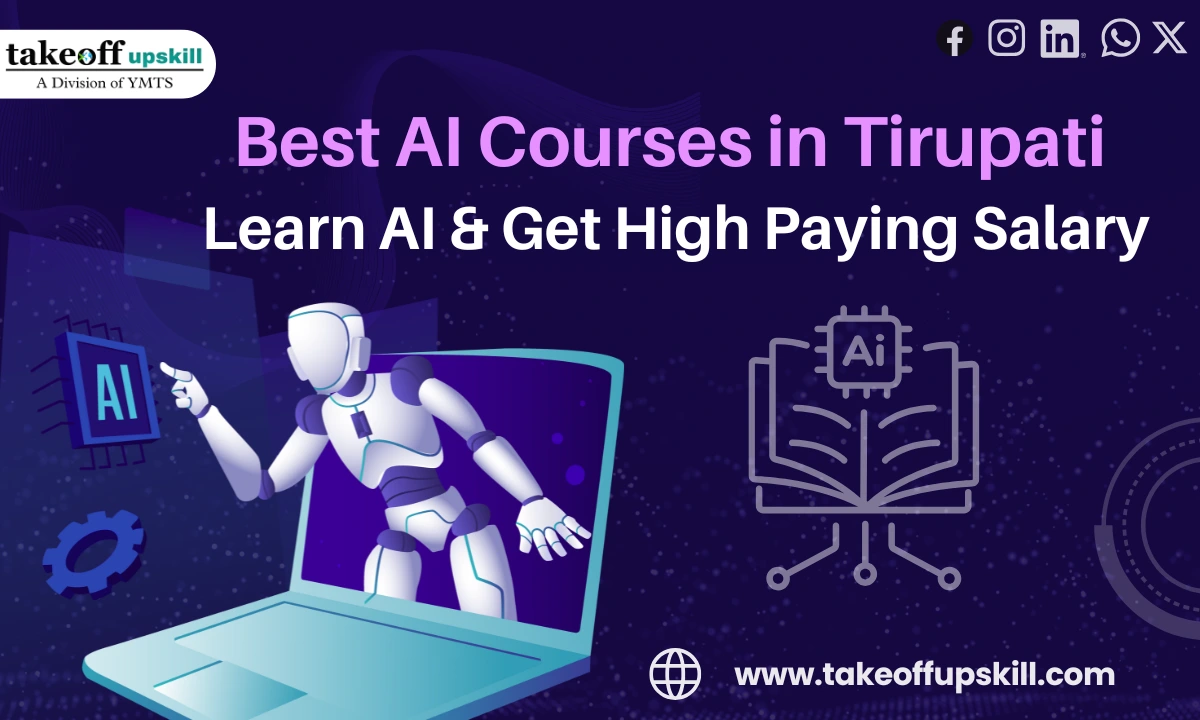 takeoff upskill
A Division of YMTS
Best AI Courses in Tirupati
Learn AI & Get High Paying Salary
AI
Ai
www.takeoffupskill.com